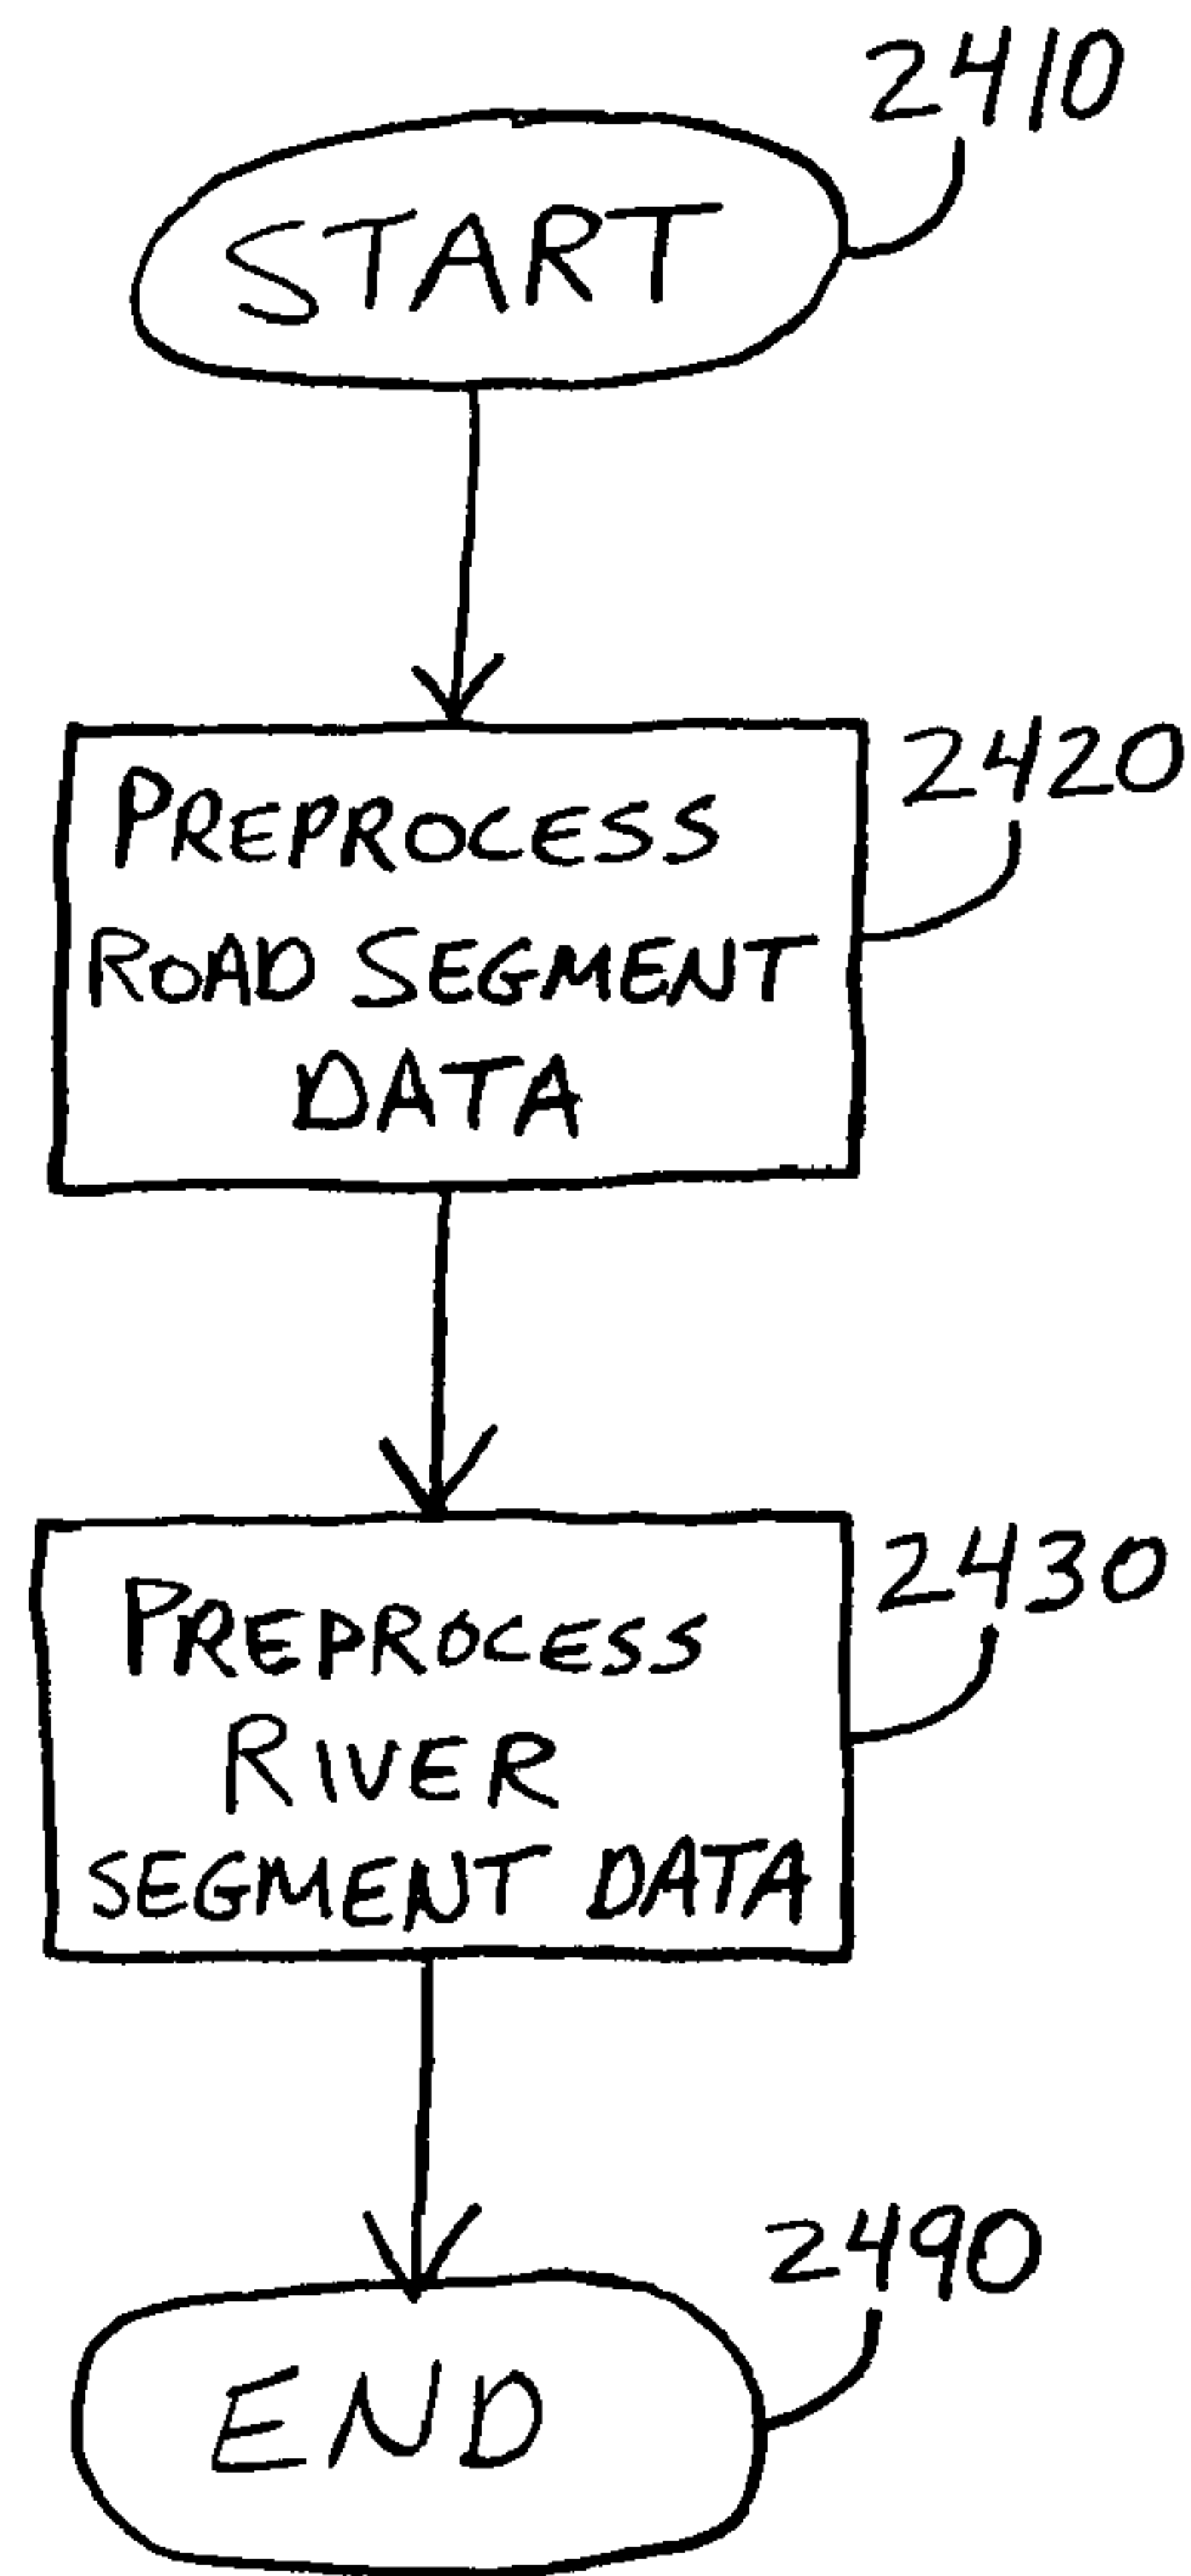 2410
START
2420
PREPROCESS
ROAD SEGMENT
DATA
2430
PREPROCESS
RIVER
SEGMENT DATA
2490
END